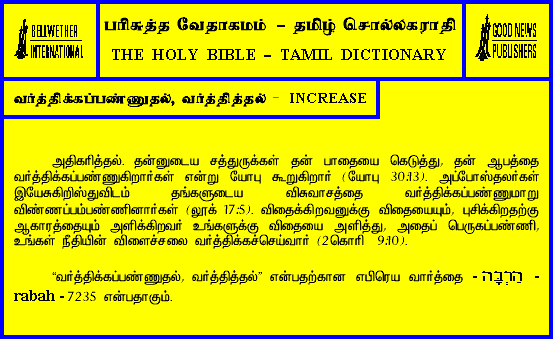 BELLWETHER
INTERNATIONAL
பரிசுத்த வேதாகமம் – தமிழ் சொல்லகராதி
THE HOLY BIBLE – TAMIL DICTIONARY
GOOD NEWS
PUBLISHERS
வர்த்திக்கப்பண்ணுதல், வர்த்தித்தல் - INCREASE
அதிகரித்தல். தன்னுடைய சத்துருக்கள் தன் பாதையை கெடுத்து, தன் ஆபத்தை
வர்த்திக்கப்பண்ணுகிறார்கள் என்று யோபு கூறுகிறார் (யோபு 30:13). அப்போஸ்தலர்கள்
இயேசுகிறிஸ்துவிடம் தங்களுடைய விசுவாசத்தை வர்த்திக்கப்பண்ணுமாறு
விண்ணப்பம்பண்ணினார்கள் (லூக் 17:5). விதைக்கிறவனுக்கு விதையையும், புசிக்கிறதற்கு
ஆகாரத்தையும் அளிக்கிறவர் உங்களுக்கு விதையை அளித்து, அதைப் பெருகப்பண்ணி,
உங்கள் நீதியின் விளைச்சலை வர்த்திக்கச்செய்வார் (2கொரி 9:10).
“வர்த்திக்கப்பண்ணுதல், வர்த்தித்தல்” என்பதற்கான எபிரெய வார்த்தை - הַרְבָּה -
rabah - 7235 என்பதாகும்.